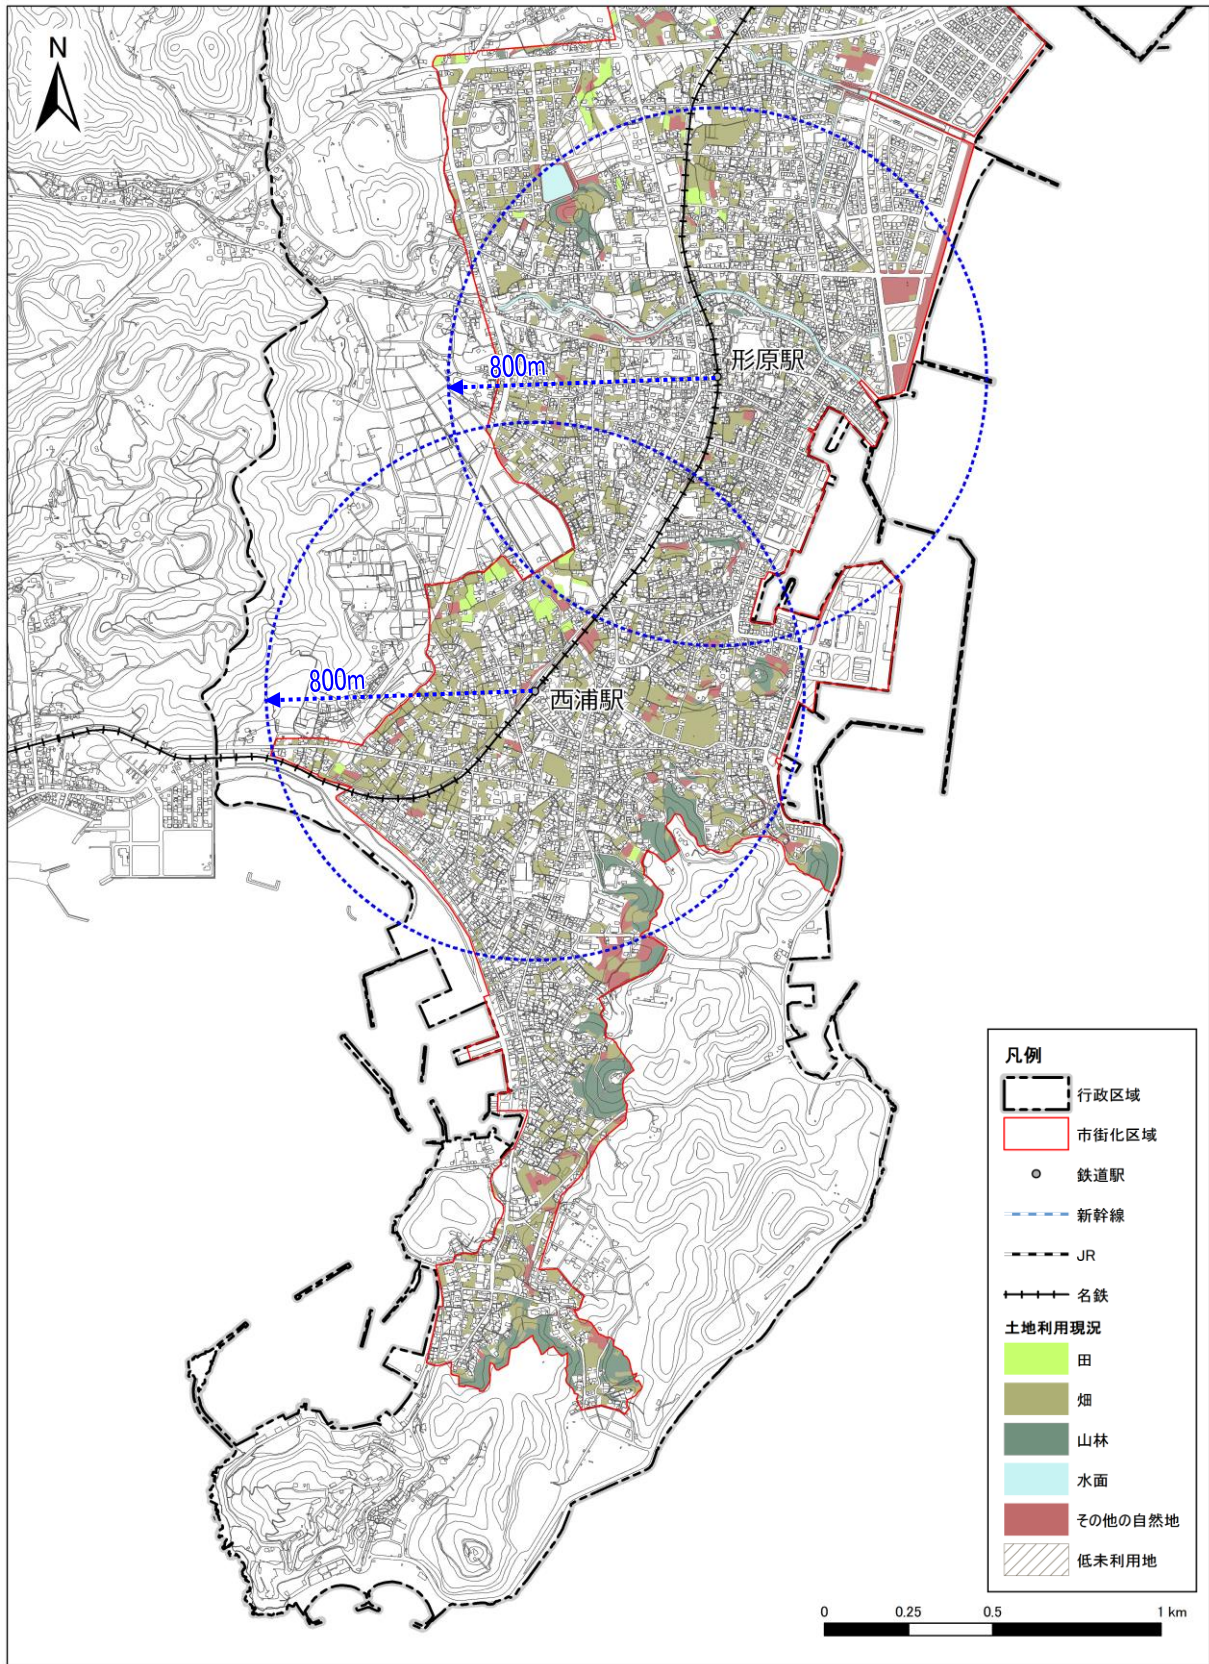 N
形原駅
800m
800m
西浦駅
凡例
行政区域
市街化区域
鉄道駅
新幹線
JR
名鉄
土地利用現況
田
畑
山林
水面
その他の自然地
低未利用地
0 0.25 0.5 1 km